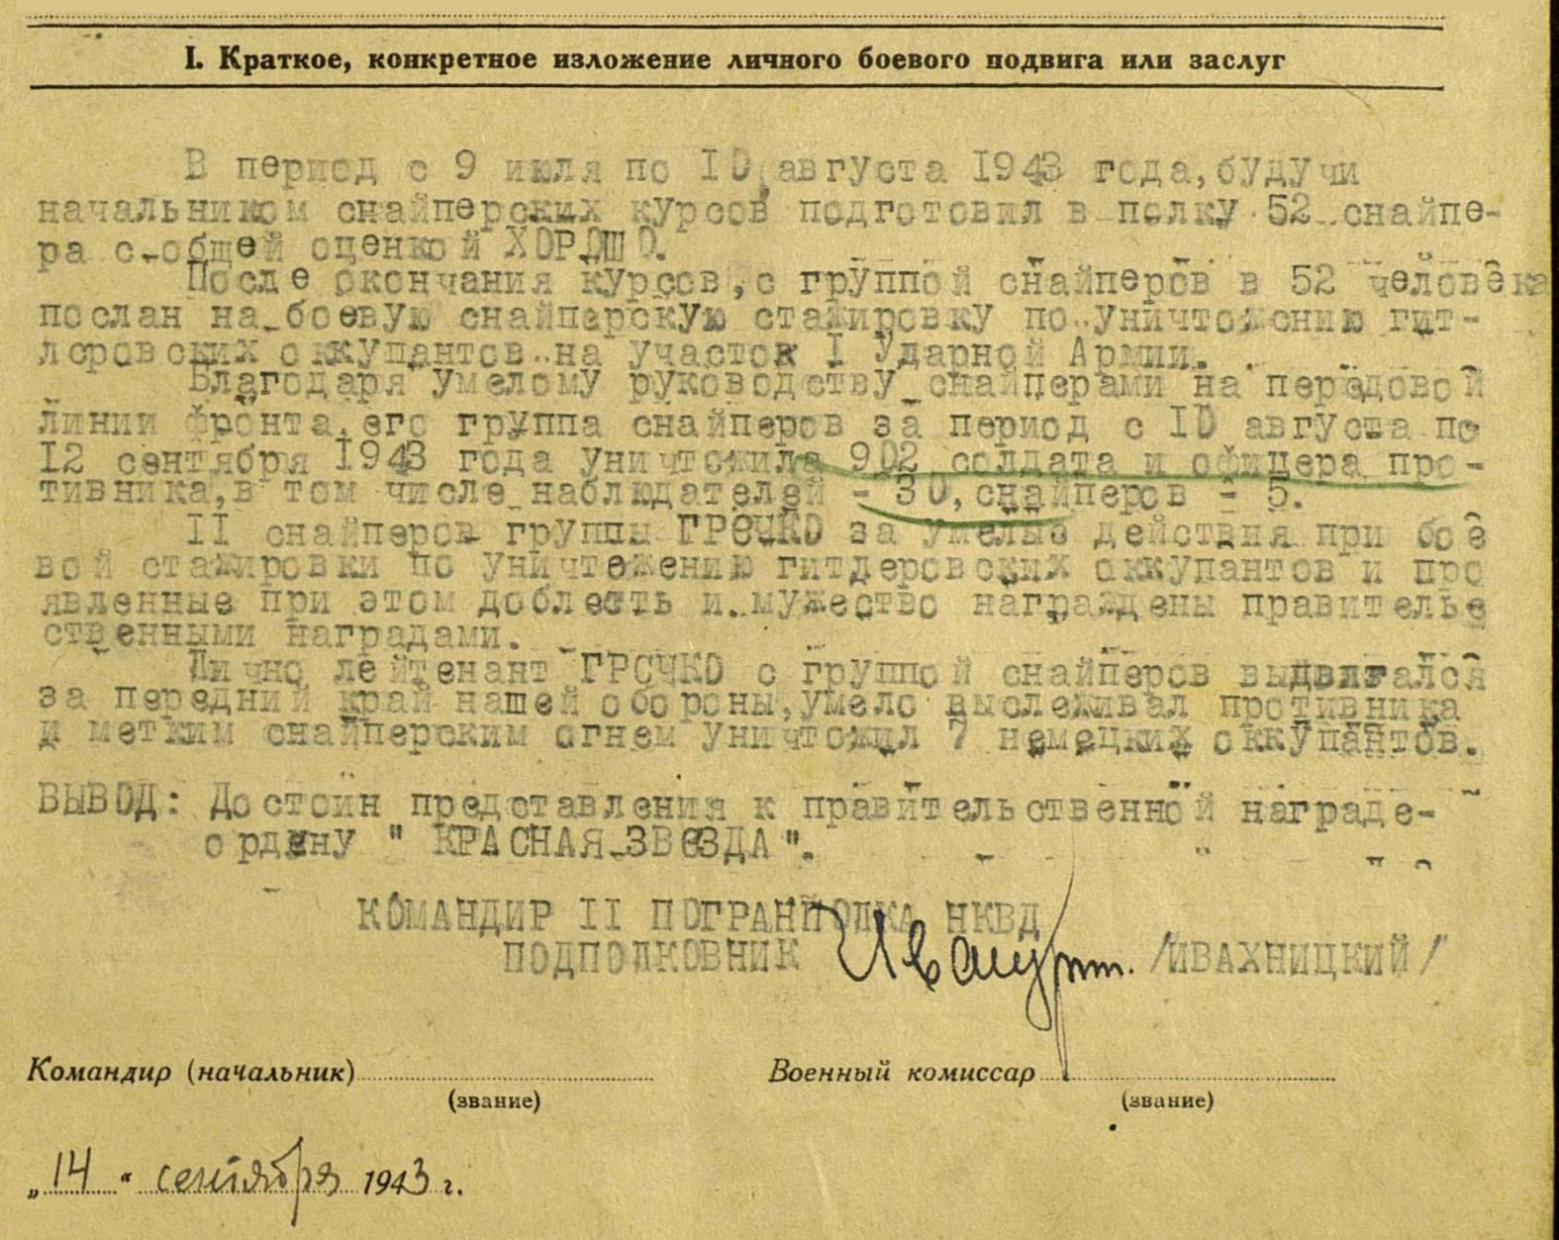 I. Краткое, конкретное изложение личного боевого подвига или заслуг
В период с 9 июля по 10 августа 1943 года, будучи
начальником снайперских курсов подготовил в полку 52 снайпе-
ра с общей оценкой ХОРОШО.
После окончания курсов, с группой снайперов в 52 человека
послан на боевую снайперскую стажировку по уничтожению гит-
леровских оккупантов на участок I Ударной Армии.
Благодаря умелому руководству снайперами на передовой
линии фронта, его группа снайперов за период с 10 августа по
12 сентября 1943 года уничтожила 902 солдата и офицера про-
тивника, в том числе наблюдателей - 30, снайперов - 5.
II снайперов группы ГРЕЧКО за умелые действия при бое
вой стажировки по уничтожению гитлеровских оккупантов и про
явленные при этом доблесть и мужество награждены правитель
ственными наградами.
Лично лейтенант ГРЕЧКО с группой снайперов выдвигался
за передний край нашей обороны, умело выслеживал противника
и метким снайперским огнем уничтожил 7 немецких оккупантов.
ВЫВОД: Достоин представления к правительственной награде-
ордену " КРАСНАЯ ЗВЕЗДА".
КОМАНДИР II ПОГРАНПОЛКА НКВД
ПОДПОЛКОВНИК /ИВАХНИЦКИЙ/
Командир (начальник) Военный комиссар
(звание) (звание)
„14" сентября 1943 г.